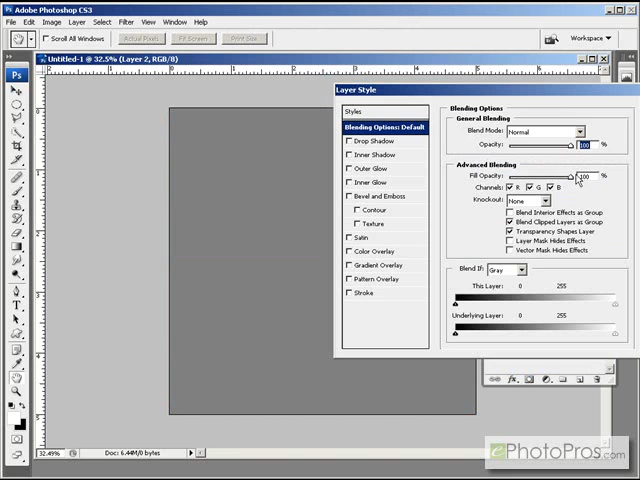 Adobe Photoshop CS3
File Edit Image Layer Select Filter View Window Help
Scroll All Windows Actual Pixels Fit Screen Print Size Workspace
Untitled-1 @ 32.5% (Layer 2, RGB/8)
Ps
Layer Style
Styles
Blending Options: Default
Drop Shadow
Inner Shadow
Outer Glow
Inner Glow
Bevel and Emboss
Contour
Texture
Satin
Color Overlay
Gradient Overlay
Pattern Overlay
Stroke
Blending Options
General Blending
Blend Mode: Normal
Opacity: 100 %
Advanced Blending
Fill Opacity: 100 %
Channels: R G B
Knockout: None
Blend Interior Effects as Group
Blend Clipped Layers as Group
Transparency Shapes Layer
Layer Mask Hides Effects
Vector Mask Hides Effects
Blend If: Gray
This Layer: 0 255
Underlying Layer: 0 255
32.49% Doc: 6.44M/0 bytes
ePhotoPros.com